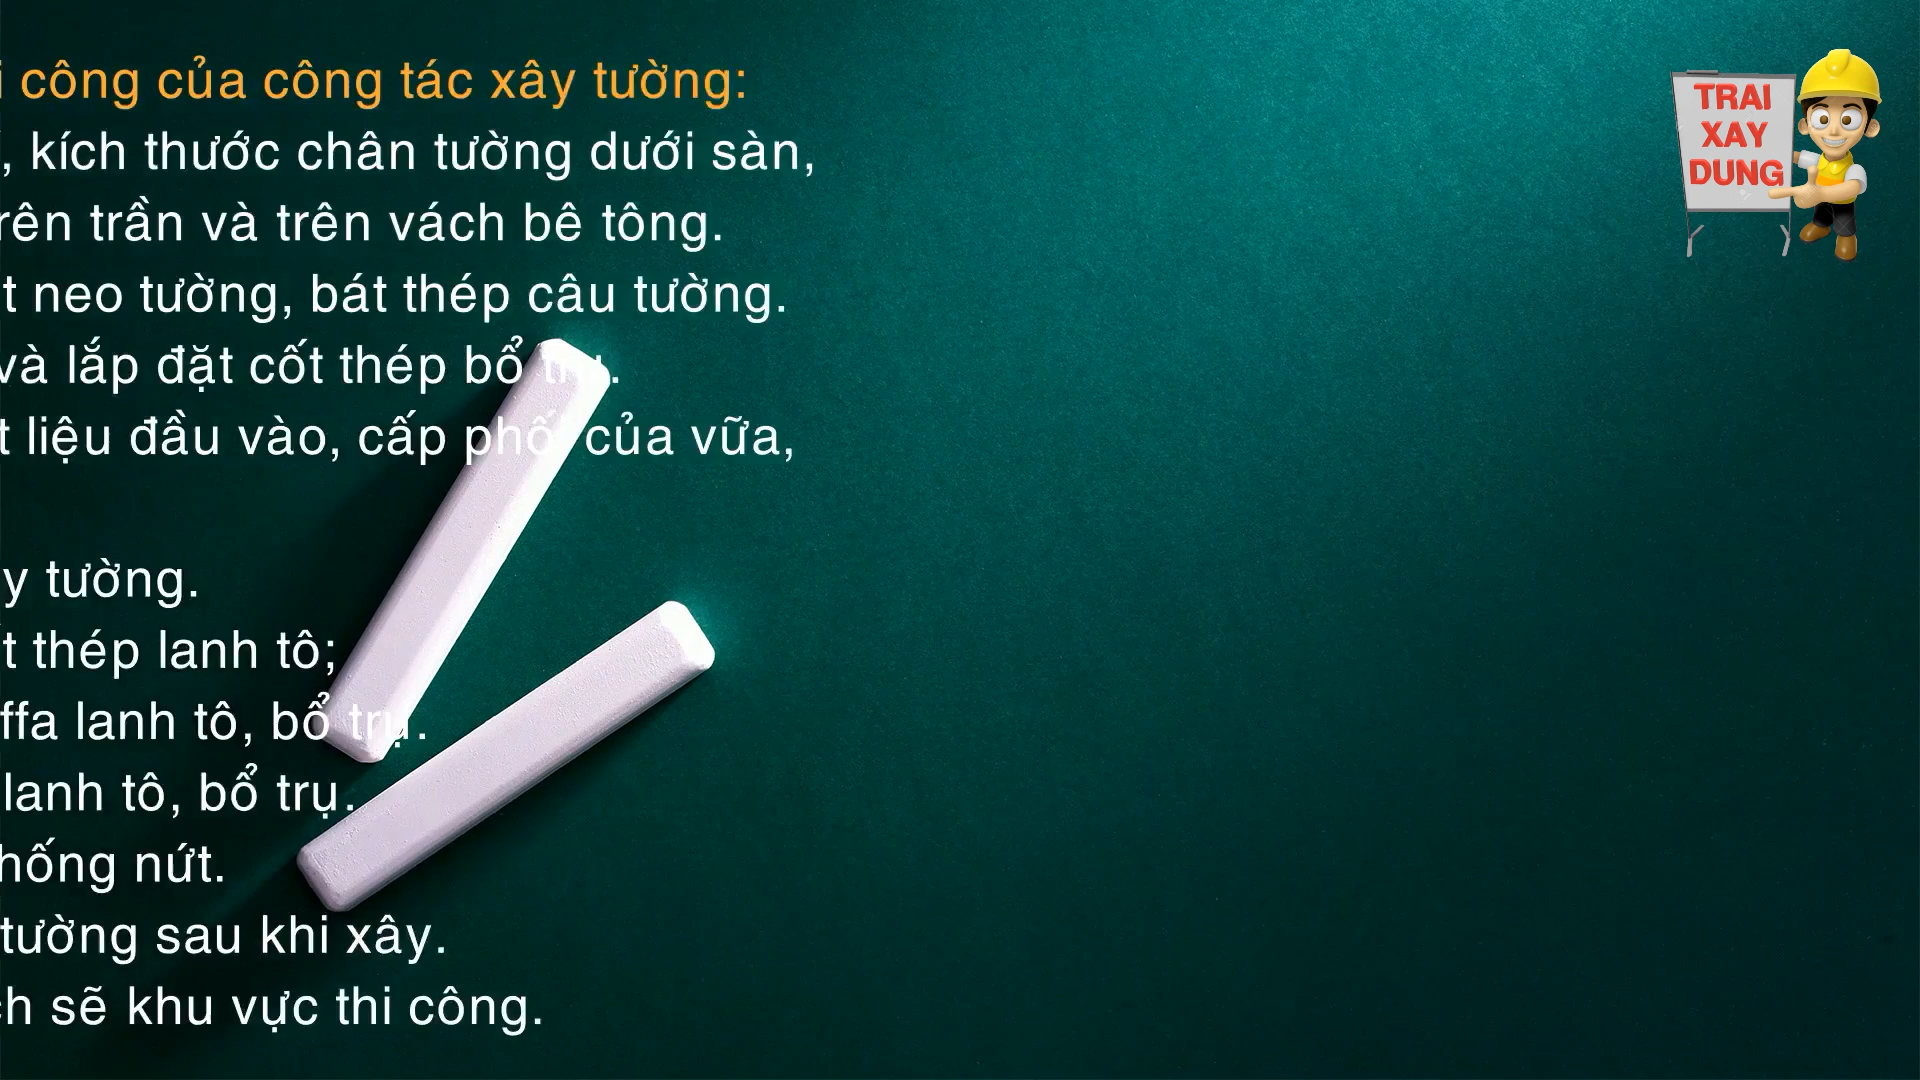 công của công tác xây tường:
, kích thước chân tường dưới sàn,
trần và trên vách bê tông.
neo tường, bát thép câu tường.
và lắp đặt cốt thép bổ trụ.
liệu đầu vào, cấp phối của vữa,
tường.
thép lanh tô;
lanh tô, bổ trụ.
lanh tô, bổ trụ.
nứt.
tường sau khi xây.
sẽ khu vực thi công.
TRAI
XAY
DUNG